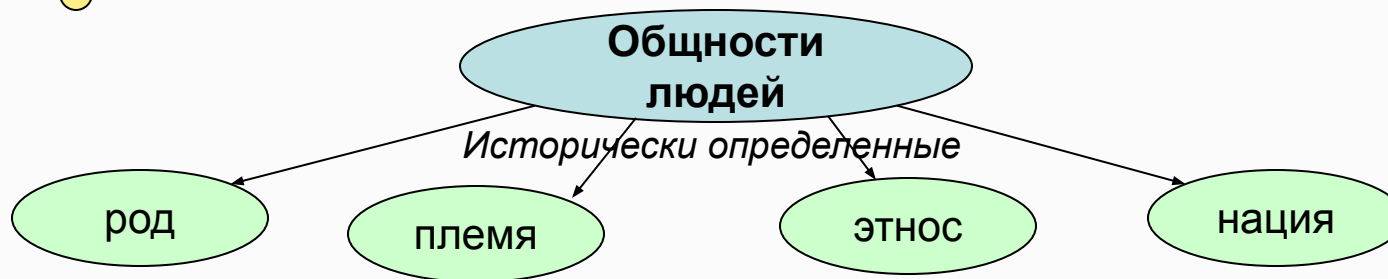 Общности
людей
Исторически определенные
род
племя
этнос
нация